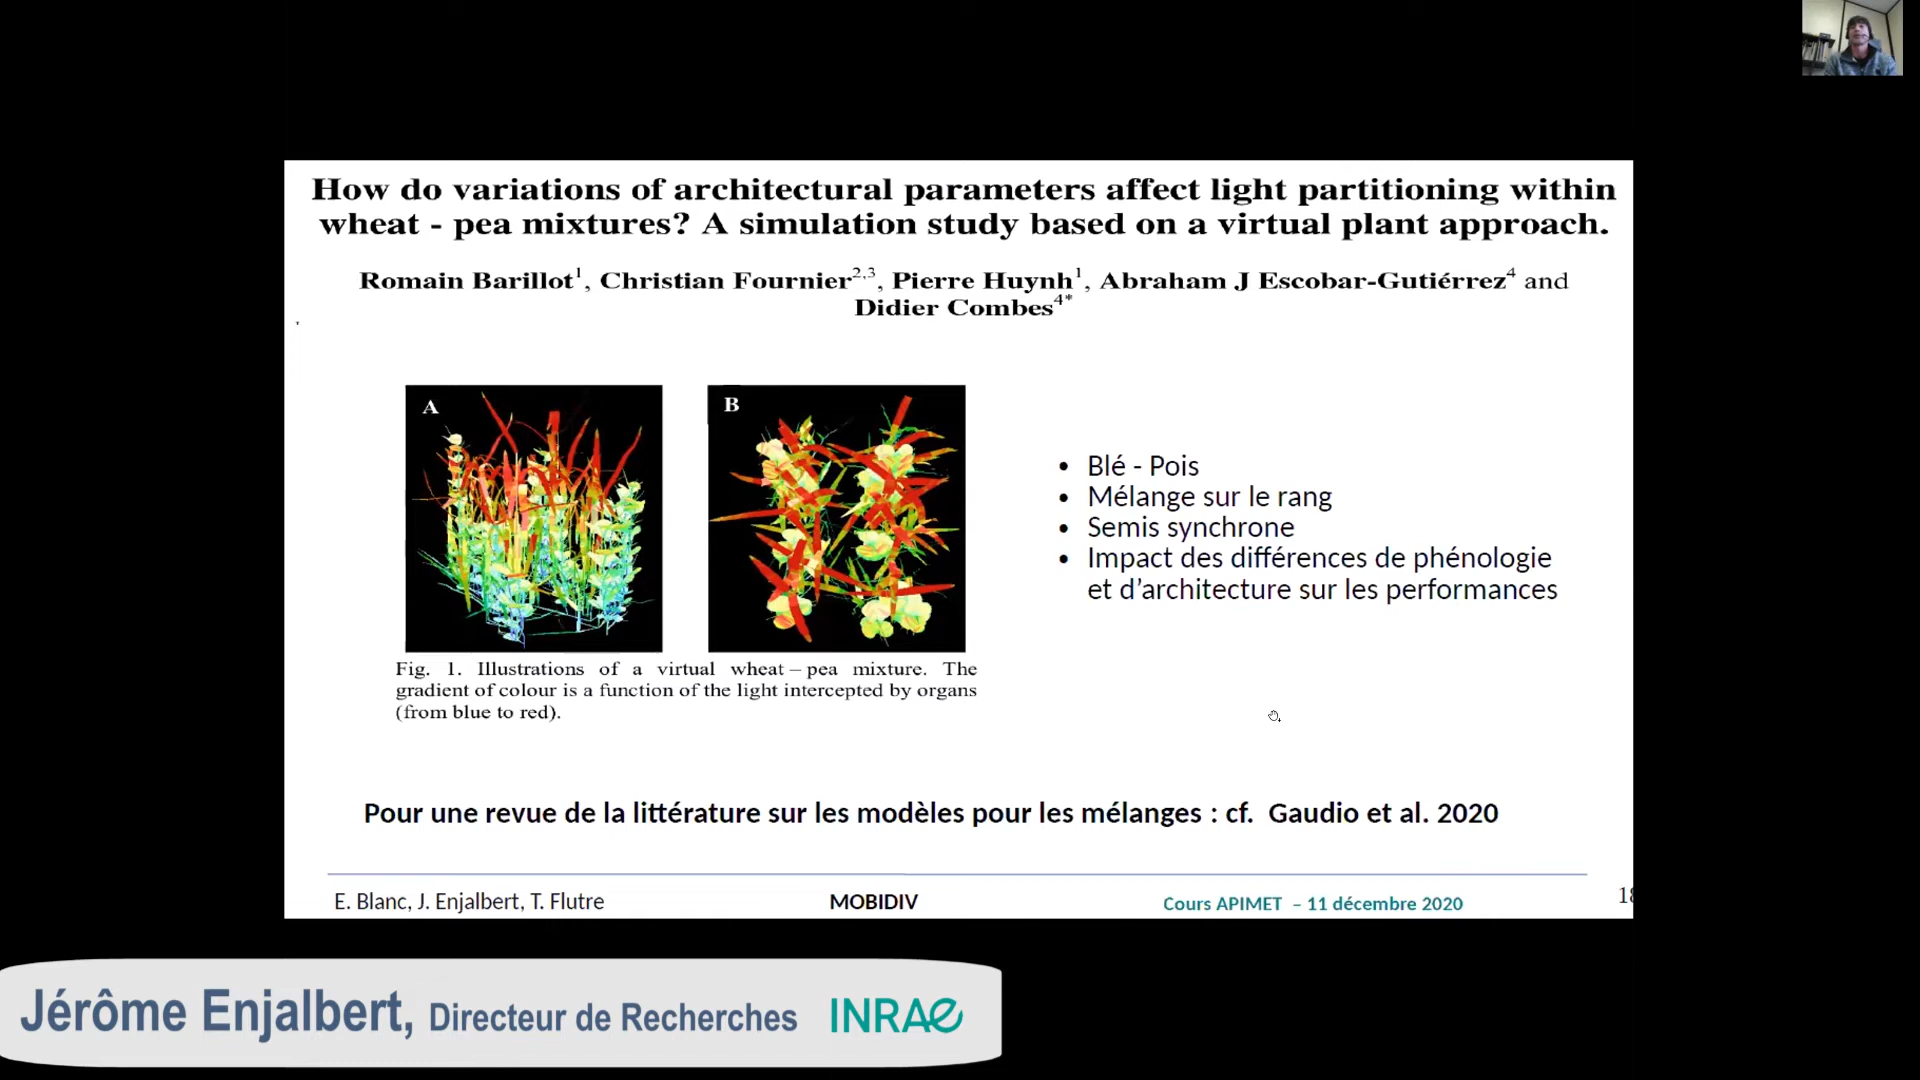 How do variations of architectural parameters affect light partitioning within
wheat - pea mixtures? A simulation study based on a virtual plant approach.
Romain Barillot1, Christian Fournier2,3, Pierre Huynh1, Abraham J Escobar-Gutiérrez4 and
Didier Combes4*
A
B
Fig. 1. Illustrations of a virtual wheat – pea mixture. The
gradient of colour is a function of the light intercepted by organs
(from blue to red).
• Blé - Pois
• Mélange sur le rang
• Semis synchrone
• Impact des différences de phénologie
et d’architecture sur les performances
Pour une revue de la littérature sur les modèles pour les mélanges : cf. Gaudio et al. 2020
E. Blanc, J. Enjalbert, T. Flutre
MOBIDIV
Cours APIMET – 11 décembre 2020
Jérôme Enjalbert, Directeur de Recherches INRAE